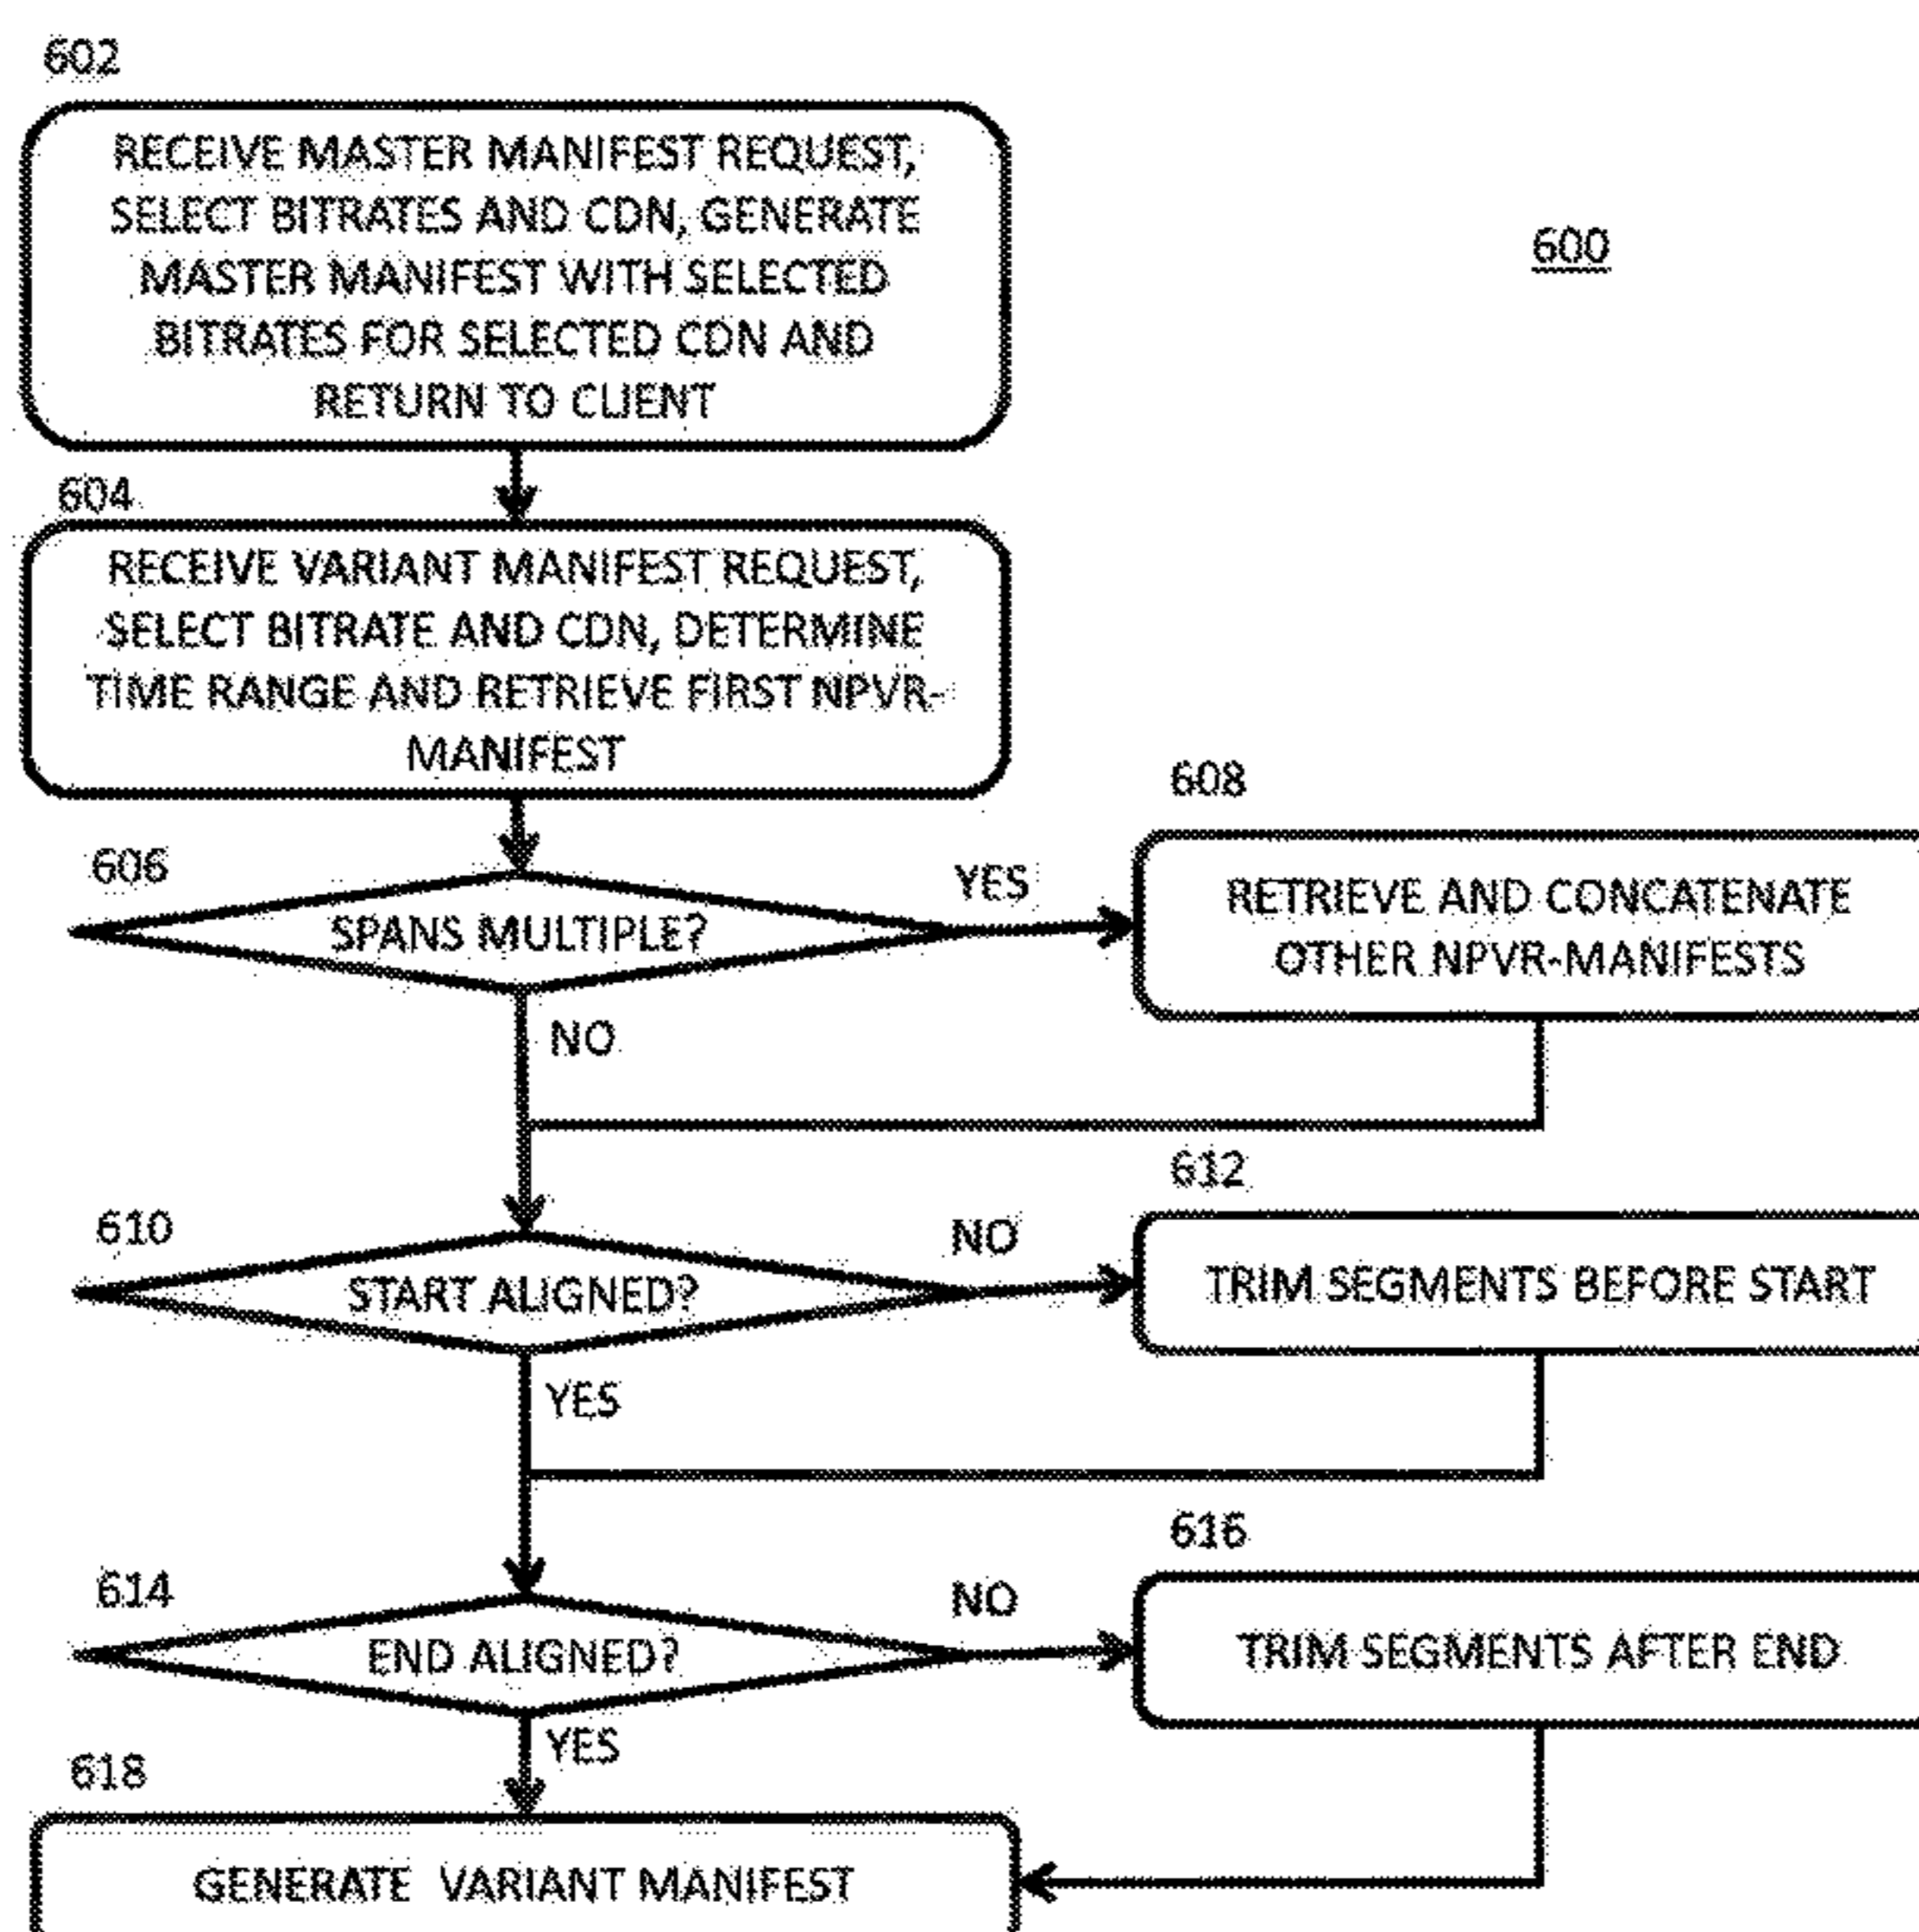 602
RECEIVE MASTER MANIFEST REQUEST,
SELECT BITRATES AND CDN, GENERATE
MASTER MANIFEST WITH SELECTED
BITRATES FOR SELECTED CDN AND
RETURN TO CLIENT
600
604
RECEIVE VARIANT MANIFEST REQUEST,
SELECT BITRATE AND CDN, DETERMINE
TIME RANGE AND RETRIEVE FIRST NPVR-
MANIFEST
606
SPANS MULTIPLE?
YES
NO
608
RETRIEVE AND CONCATENATE
OTHER NPVR-MANIFESTS
610
START ALIGNED?
NO
YES
612
TRIM SEGMENTS BEFORE START
614
END ALIGNED?
NO
YES
616
TRIM SEGMENTS AFTER END
618
GENERATE VARIANT MANIFEST